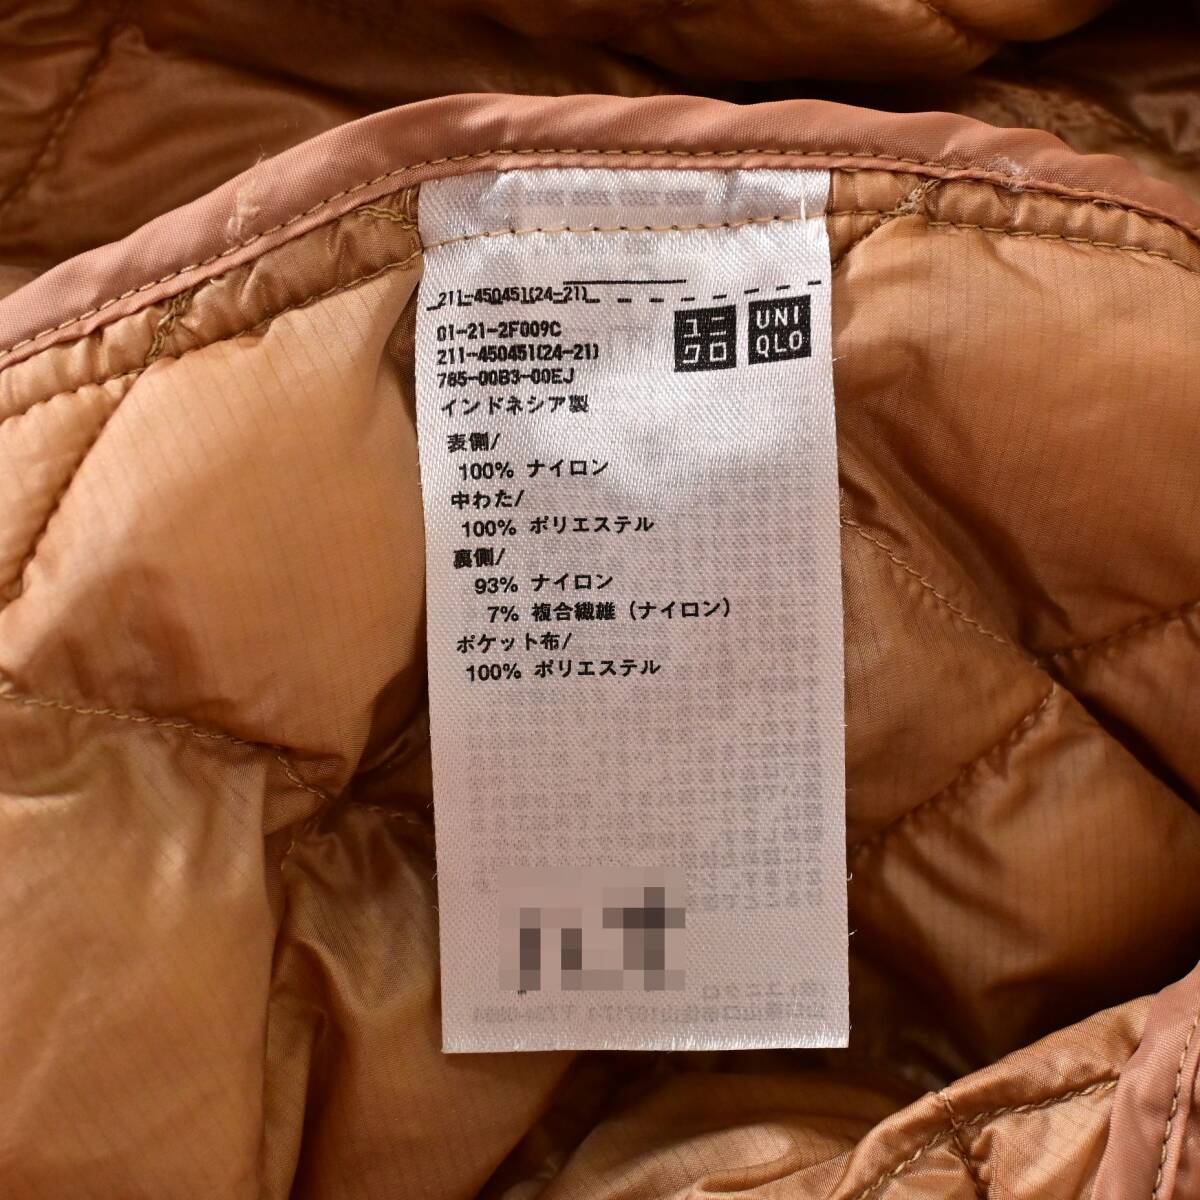 211-450451(24-21)
01-21-2F009C
211-450451(24-21)
785-00B3-00EJ
ユニ
クロ
UNI
QLO
インドネシア製
表側/
100% ナイロン
中わた/
100% ポリエステル
裏側/
93% ナイロン
7% 複合繊維 (ナイロン)
ポケット布/
100% ポリエステル